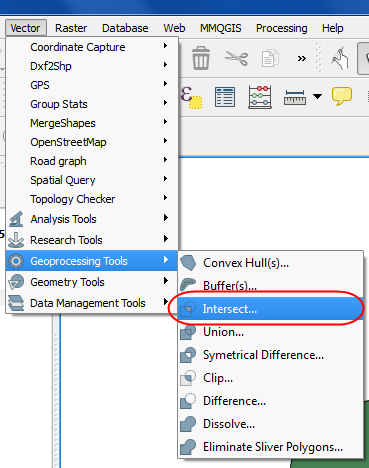 Vector Raster Database Web MMQGIS Processing Help
Coordinate Capture
Dxf2Shp
GPS
Group Stats
MergeShapes
OpenStreetMap
Road graph
Spatial Query
Topology Checker
Analysis Tools
Research Tools
Geoprocessing Tools
Geometry Tools
Data Management Tools
Convex Hull(s)...
Buffer(s)...
Intersect...
Union...
Symetrical Difference...
Clip...
Difference...
Dissolve...
Eliminate Sliver Polygons...